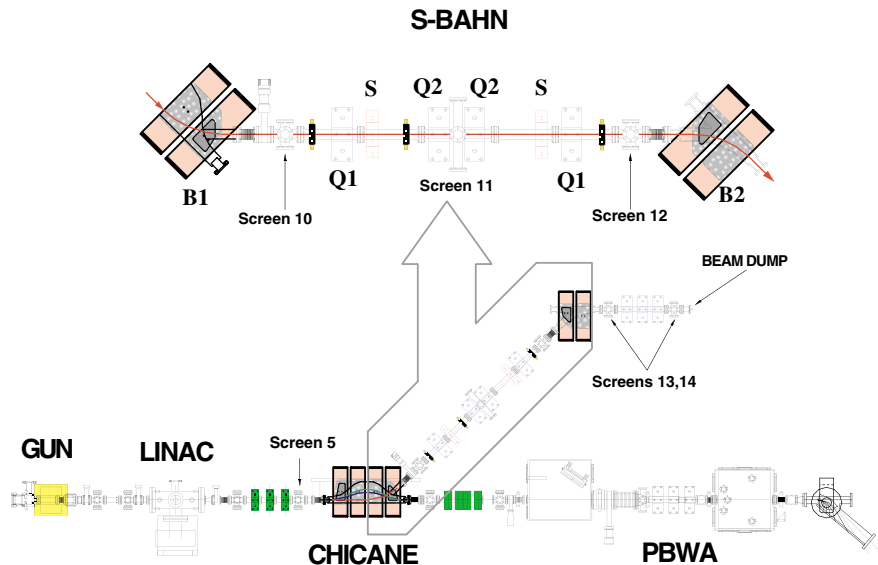 S-BAHN
S
Q2
Q2
S
B1
Q1
Q1
B2
Screen 10
Screen 11
Screen 12
BEAM DUMP
Screens 13,14
Screen 5
GUN
LINAC
CHICANE
PBWA